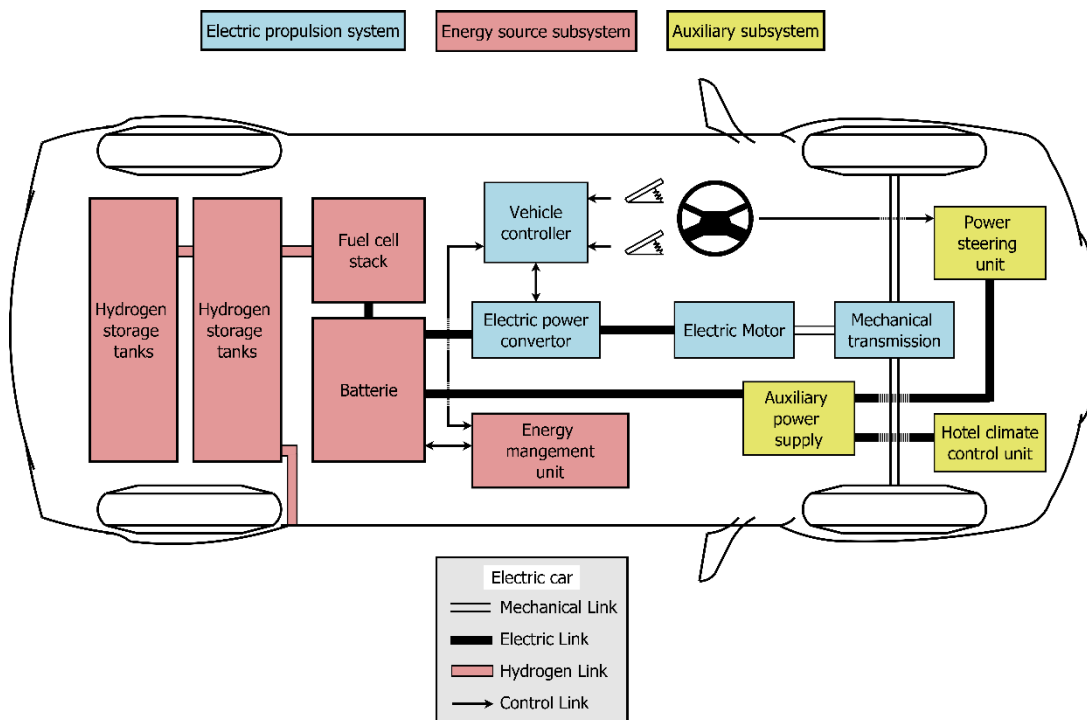 Electric propulsion system
Energy source subsystem
Auxiliary subsystem
Hydrogen
storage
tanks
Hydrogen
storage
tanks
Fuel cell
stack
Batterie
Vehicle
controller
Electric power
convertor
Energy
mangement
unit
Electric Motor
Mechanical
transmission
Auxiliary
power
supply
Power
steering
unit
Hotel climate
control unit
Electric car
Mechanical Link
Electric Link
Hydrogen Link
Control Link